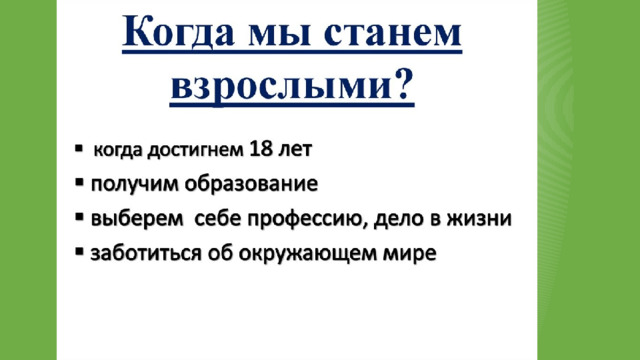 Когда мы станем
взрослыми?
▪ когда достигнем 18 лет
▪ получим образование
▪ выберем себе профессию, дело в жизни
▪ заботиться об окружающем мире